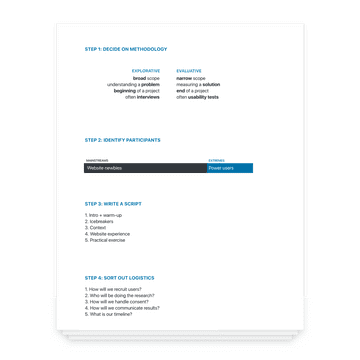 STEP 1: DECIDE ON METHODOLOGY
EXPLORATIVE
broad scope
understanding a problem
beginning of a project
often interviews
EVALUATIVE
narrow scope
measuring a solution
end of a project
often usability tests
STEP 2: IDENTIFY PARTICIPANTS
MAINSTREAMS
EXTREMES
Website newbies
Power users
STEP 3: WRITE A SCRIPT
1. Intro + warm-up
2. Icebreakers
3. Context
4. Website experience
5. Practical exercise
STEP 4: SORT OUT LOGISTICS
1. How will we recruit users?
2. Who will be doing the research?
3. How will we handle consent?
4. How will we communicate results?
5. What is our timeline?